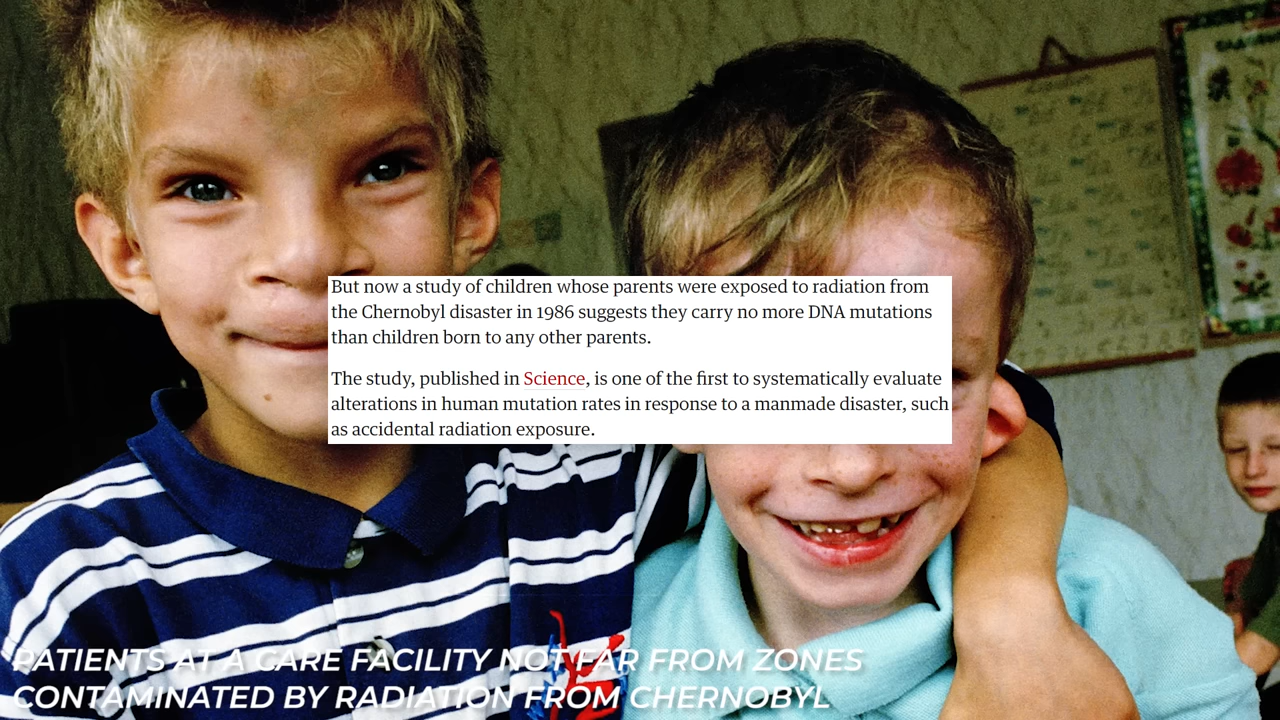 But now a study of children whose parents were exposed to radiation from
the Chernobyl disaster in 1986 suggests they carry no more DNA mutations
than children born to any other parents.
The study, published in Science, is one of the first to systematically evaluate
alterations in human mutation rates in response to a manmade disaster, such
as accidental radiation exposure.
PATIENTS AT A CARE FACILITY NOT FAR FROM ZONES
CONTAMINATED BY RADIATION FROM CHERNOBYL